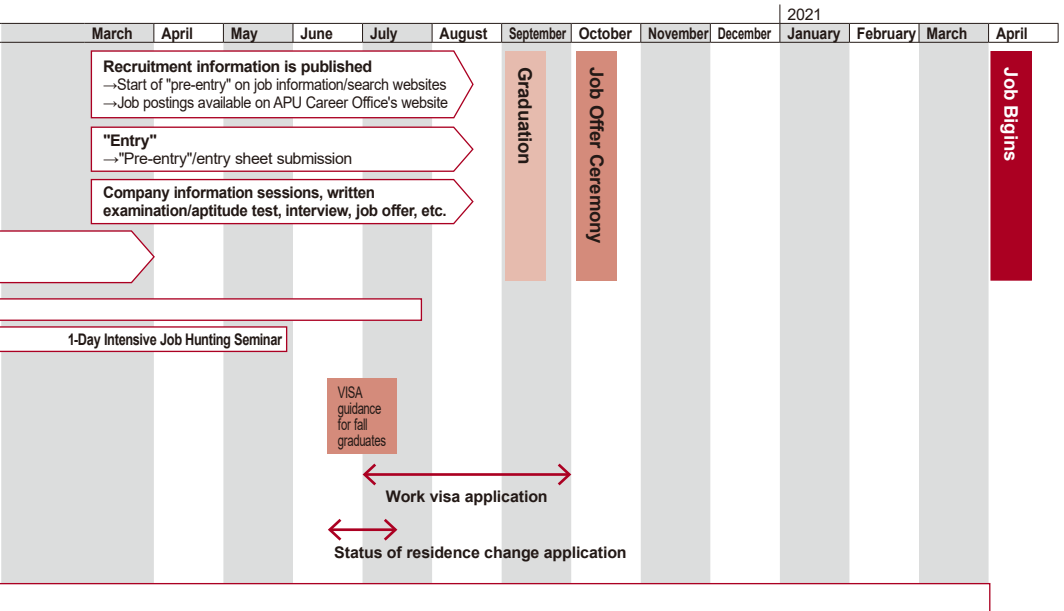 2021
March April May June July August September October November December January February March April
Recruitment information is published
→Start of "pre-entry" on job information/search websites
→Job postings available on APU Career Office's website
"Entry"
→"Pre-entry"/entry sheet submission
Company information sessions, written
examination/aptitude test, interview, job offer, etc.
Graduation
Job Offer Ceremony
Job Bigins
1-Day Intensive Job Hunting Seminar
VISA
guidance
for fall
graduates
Work visa application
Status of residence change application